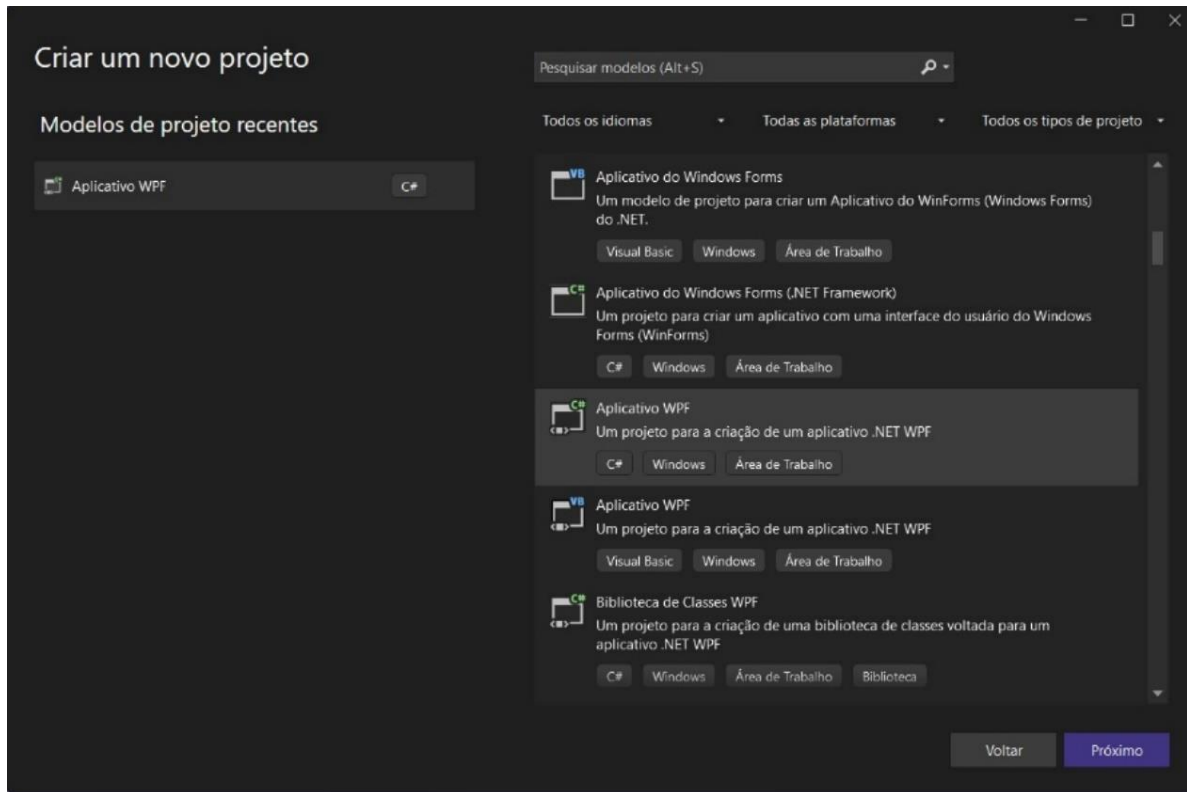 Criar um novo projeto
Pesquisar modelos (Alt+S)
Modelos de projeto recentes
Todos os idiomas
Todas as plataformas
Todos os tipos de projeto
Aplicativo WPF
C#
VB
Aplicativo do Windows Forms
Um modelo de projeto para criar um Aplicativo do WinForms (Windows Forms)
do .NET.
Visual Basic
Windows
Área de Trabalho
C#
Aplicativo do Windows Forms (.NET Framework)
Um projeto para criar um aplicativo com uma interface do usuário do Windows
Forms (WinForms)
C#
Windows
Área de Trabalho
C#
Aplicativo WPF
Um projeto para a criação de um aplicativo .NET WPF
C#
Windows
Área de Trabalho
VB
Aplicativo WPF
Um projeto para a criação de um aplicativo .NET WPF
Visual Basic
Windows
Área de Trabalho
C#
Biblioteca de Classes WPF
Um projeto para a criação de uma biblioteca de classes voltada para um
aplicativo .NET WPF
C#
Windows
Área de Trabalho
Biblioteca
Voltar
Próximo